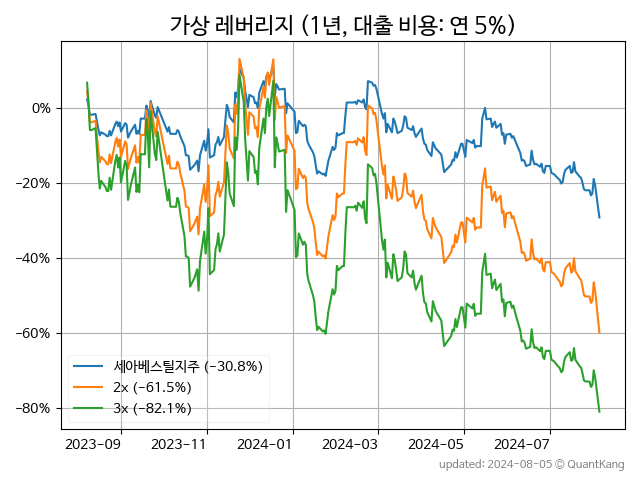 가상 레버리지 (1년, 대출 비용: 연 5%)
0%
−20%
−40%
−60%
−80%
세아베스틸지주 (−30.8%)
2x (−61.5%)
3x (−82.1%)
2023-09 2023-11 2024-01 2024-03 2024-05 2024-07
updated: 2024-08-05 © QuantKang